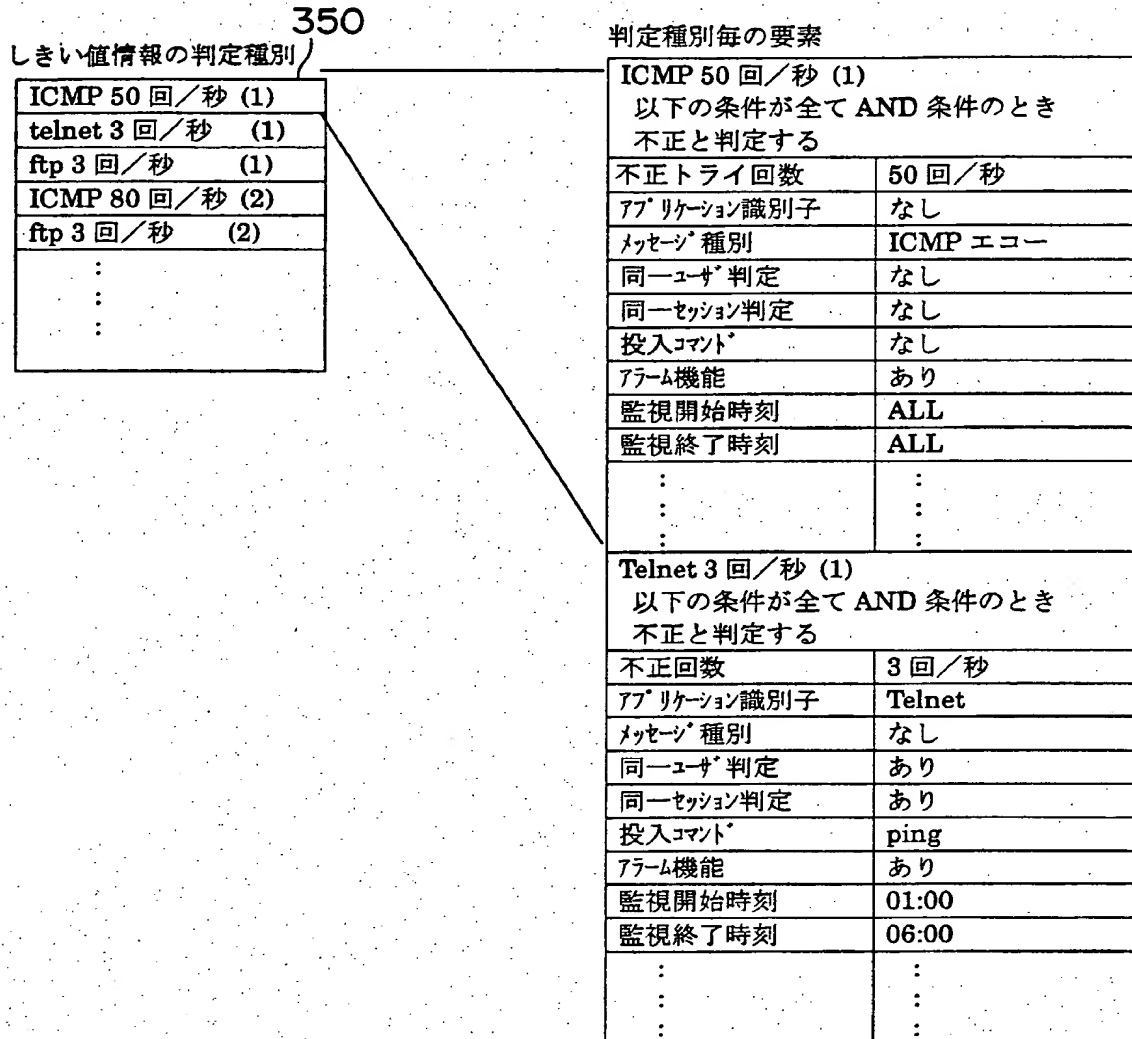 350
しきい値情報の判定種別
ICMP 50 回／秒 (1)
telnet 3 回／秒 (1)
ftp 3 回／秒 (1)
ICMP 80 回／秒 (2)
ftp 3 回／秒 (2)
:
:
:
判定種別毎の要素
ICMP 50 回／秒 (1)
以下の条件が全て AND 条件のとき
不正と判定する
不正トライ回数 50 回／秒
ｱﾌﾟﾘｹｰｼｮﾝ識別子 なし
ﾒｯｾｰｼﾞ種別 ICMP エコー
同一ﾕｰｻﾞ判定 なし
同一ｾｯｼｮﾝ判定 なし
投入ｺﾏﾝﾄﾞ なし
ｱﾗｰﾑ機能 あり
監視開始時刻 ALL
監視終了時刻 ALL
: :
: :
: :
Telnet 3 回／秒 (1)
以下の条件が全て AND 条件のとき
不正と判定する
不正回数 3 回／秒
ｱﾌﾟﾘｹｰｼｮﾝ識別子 Telnet
ﾒｯｾｰｼﾞ種別 なし
同一ﾕｰｻﾞ判定 あり
同一ｾｯｼｮﾝ判定 あり
投入ｺﾏﾝﾄﾞ ping
ｱﾗｰﾑ機能 あり
監視開始時刻 01:00
監視終了時刻 06:00
: :
: :
: :